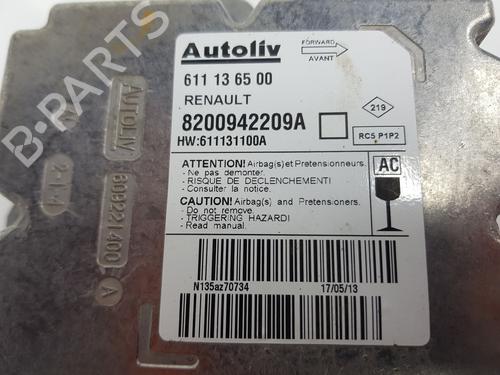 Autoliv
FORWARD
AVANT
611 13 65 00
RENAULT
8200942209A
HW:611131100A
219
RC5 P1P2
ATTENTION! Airbag(s)et Pretensionneurs.
- Ne pas demonter.
- RISQUE DE DECLENCHEMENT!
- Consulter la notice.
AC
CAUTION! Airbag(s) and Pretensioners.
- Do not remove.
- TRIGGERING HAZARD!
- Read manual.
N135az70734
17/05/13
AUTOLIV
A
B-PARTS